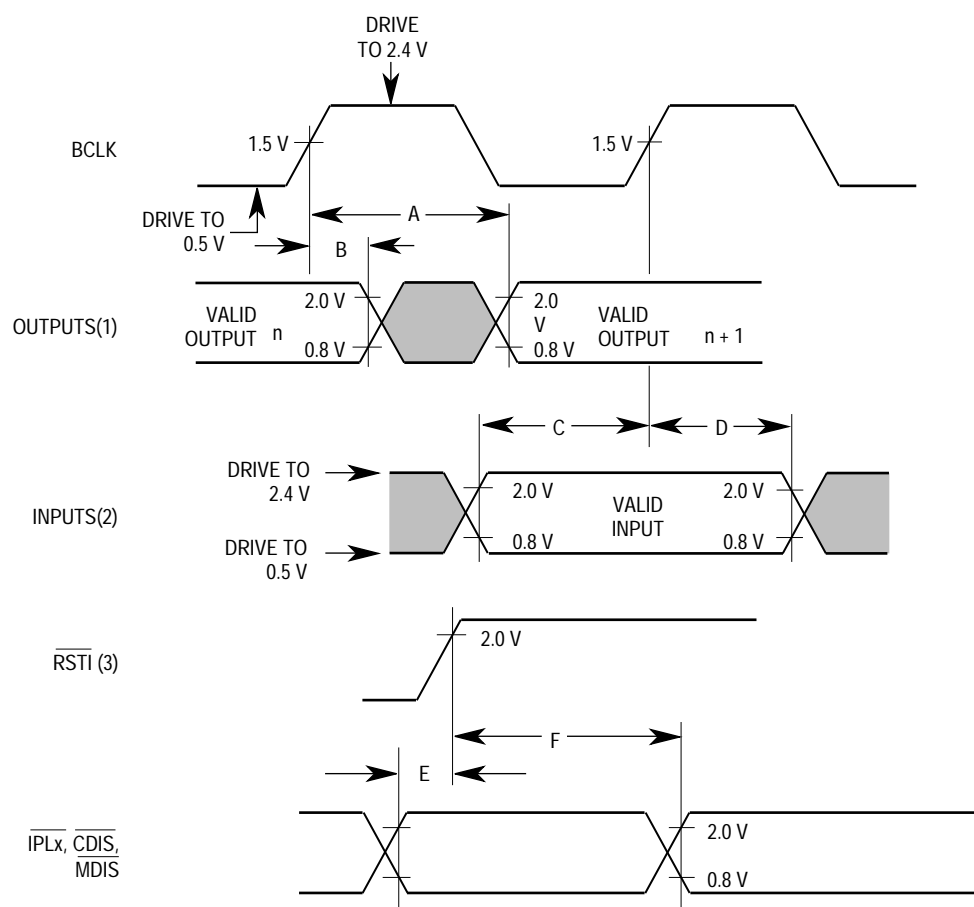 DRIVE
TO 2.4 V
BCLK
1.5 V
1.5 V
DRIVE TO
0.5 V
A
B
OUTPUTS(1)
VALID
OUTPUT n
2.0 V
0.8 V
2.0
V
0.8 V
VALID
OUTPUT n + 1
C
D
INPUTS(2)
DRIVE TO
2.4 V
DRIVE TO
0.5 V
2.0 V
0.8 V
VALID
INPUT
2.0 V
0.8 V
RSTI (3)
2.0 V
F
E
IPLx, CDIS,
MDIS
2.0 V
0.8 V